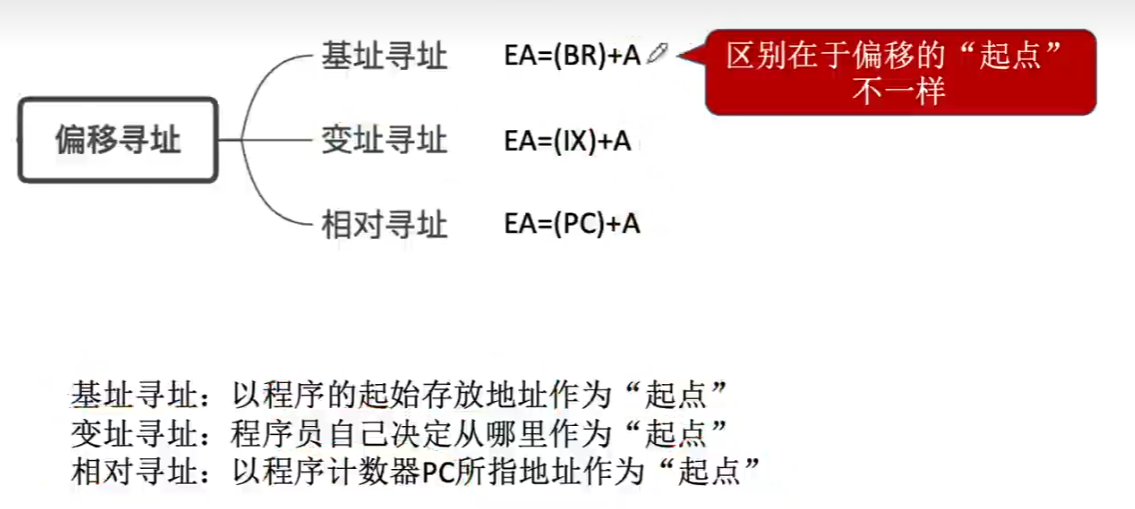 基址寻址 EA=(BR)+A
区别在于偏移的“起点”
不一样
偏移寻址
变址寻址 EA=(IX)+A
相对寻址 EA=(PC)+A
基址寻址：以程序的起始存放地址作为“起点”
变址寻址：程序员自己决定从哪里作为“起点”
相对寻址：以程序计数器PC所指地址作为“起点”